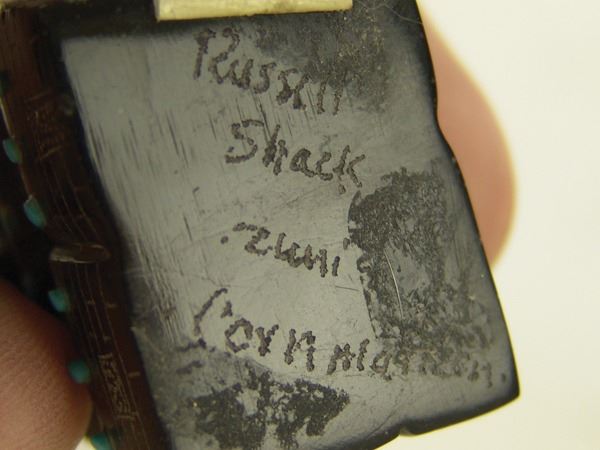 Russell
Shack
zuni
Corn maiden